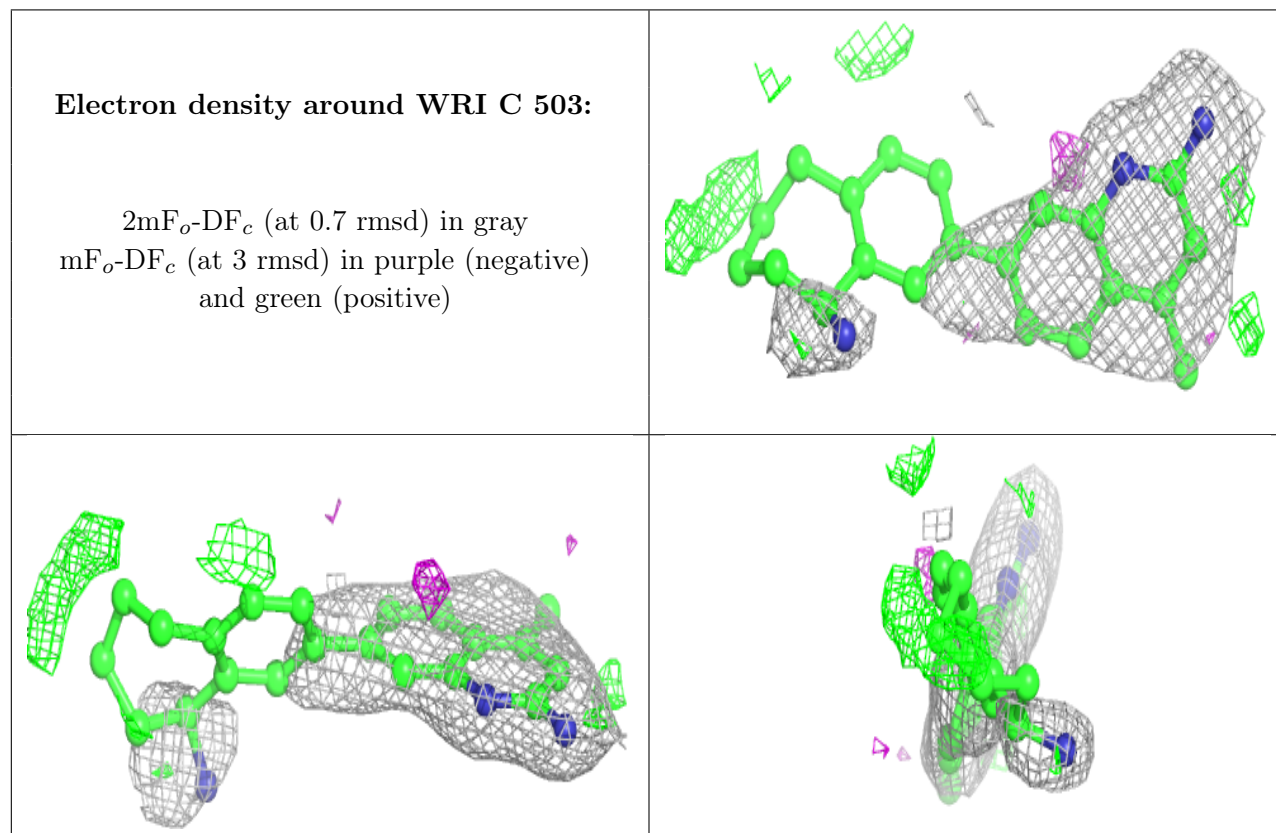 Electron density around WRI C 503:
2mFo-DFc (at 0.7 rmsd) in gray
mFo-DFc (at 3 rmsd) in purple (negative)
and green (positive)